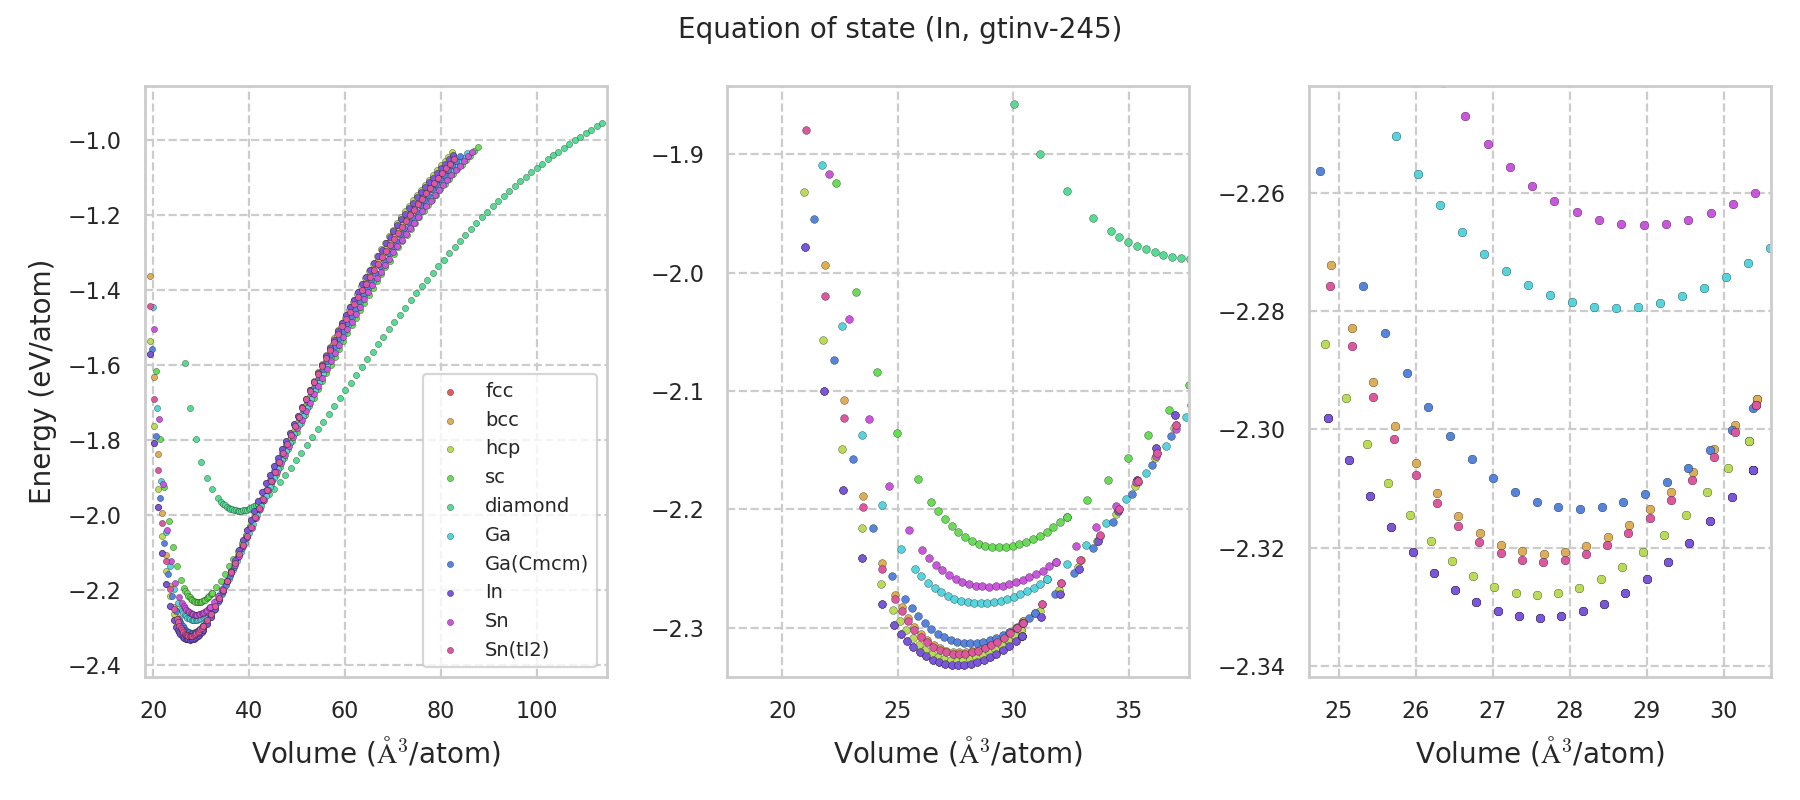 Equation of state (In, gtinv-245)
Energy (eV/atom)
−1.0
−1.2
−1.4
−1.6
−1.8
−2.0
−2.2
−2.4
20 40 60 80 100
Volume (Å³/atom)
fcc
bcc
hcp
sc
diamond
Ga
Ga(Cmcm)
In
Sn
Sn(tI2)
−1.9
−2.0
−2.1
−2.2
−2.3
20 25 30 35
Volume (Å³/atom)
−2.26
−2.28
−2.30
−2.32
−2.34
25 26 27 28 29 30
Volume (Å³/atom)